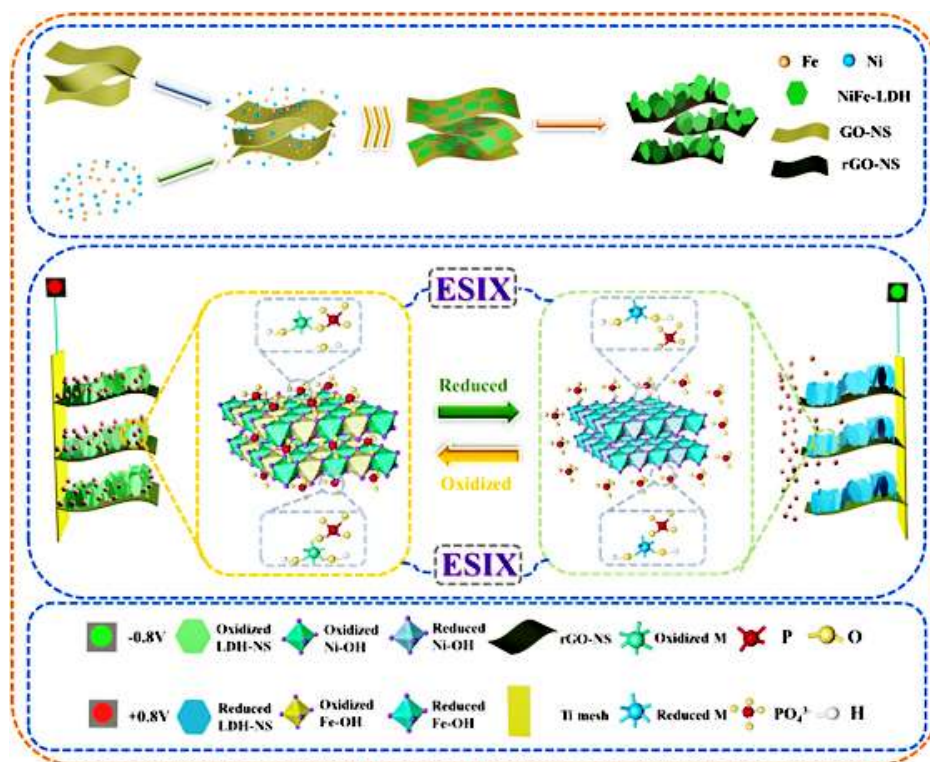 Fe
Ni
NiFe-LDH
GO-NS
rGO-NS
ESIX
Reduced
Oxidized
ESIX
-0.8V
Oxidized
LDH-NS
Oxidized
Ni-OH
Reduced
Ni-OH
rGO-NS
Oxidized M
P
O
+0.8V
Reduced
LDH-NS
Oxidized
Fe-OH
Reduced
Fe-OH
Ti mesh
Reduced M
PO₄³⁻
H